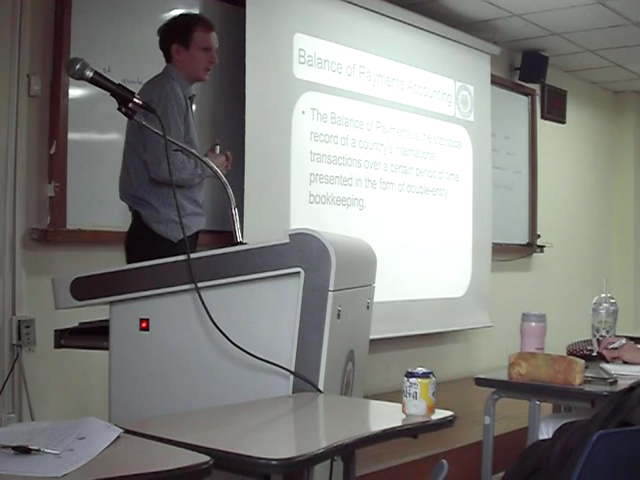 Balance of Payments Accounting
• The Balance of Payments is the statistical
record of a country's international
transactions over a certain period of time
presented in the form of double-entry
bookkeeping.